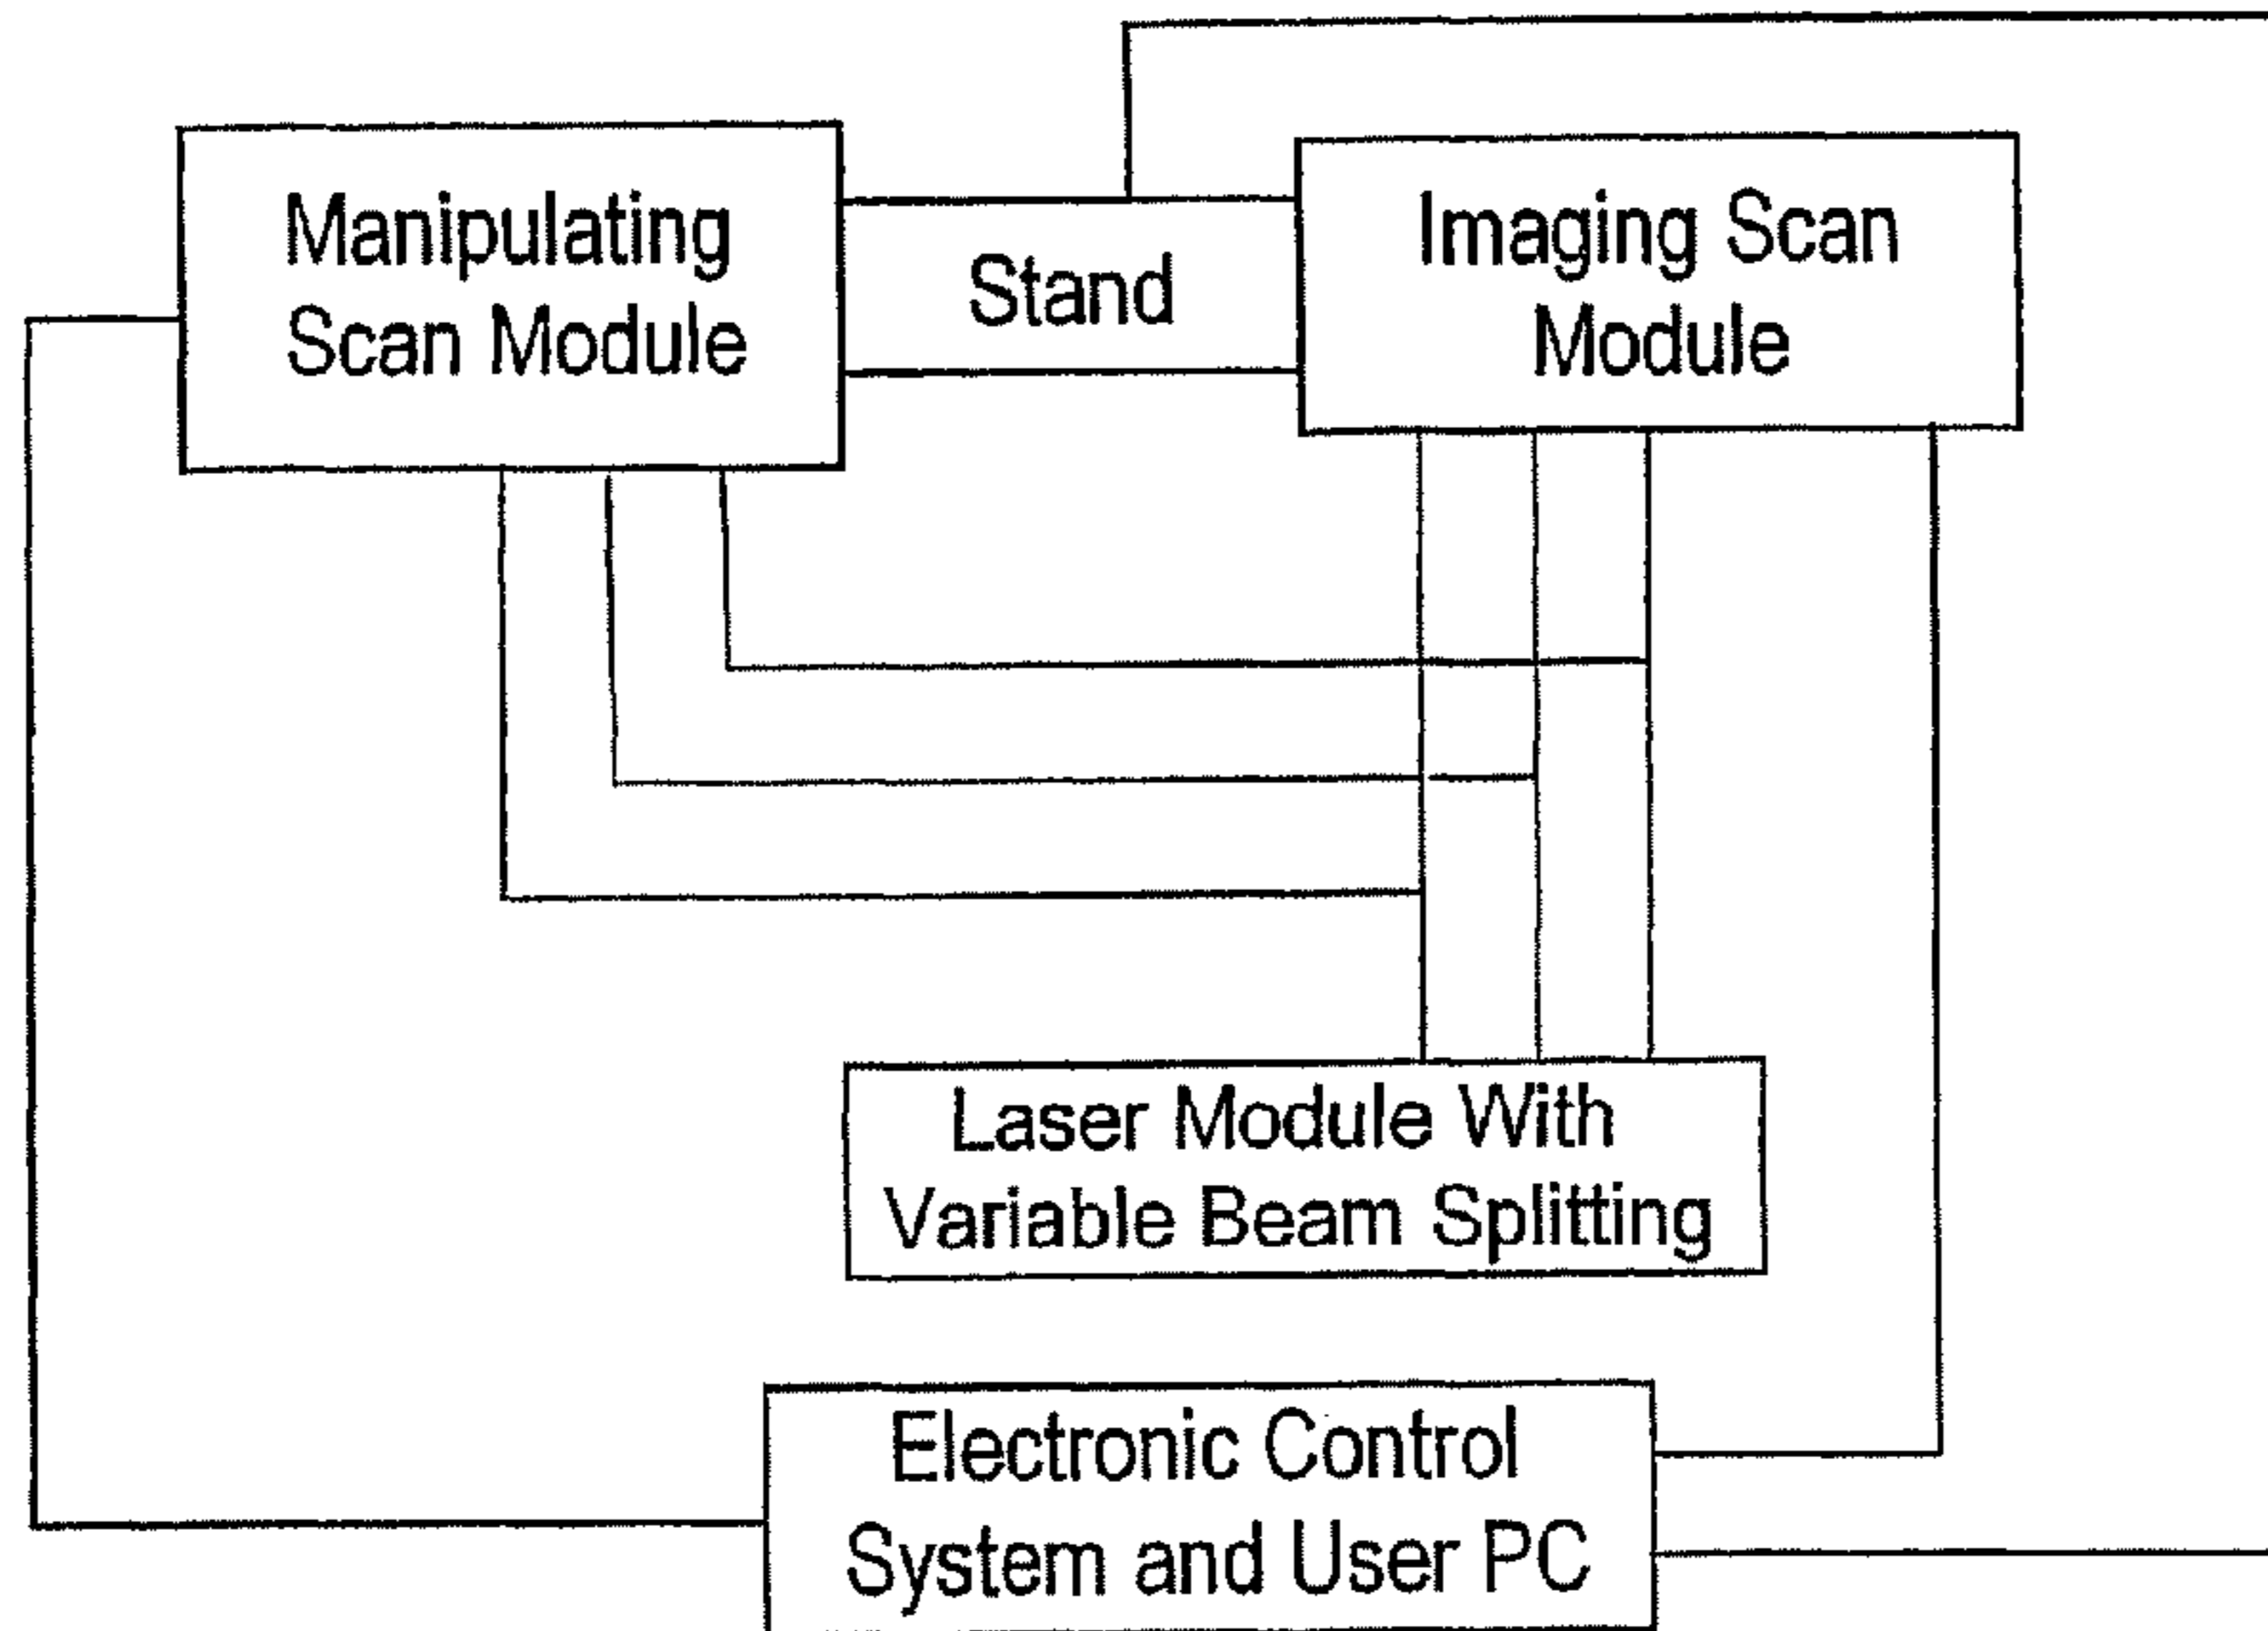 Manipulating
Scan Module
Stand
Imaging Scan
Module
Laser Module With
Variable Beam Splitting
Electronic Control
System and User PC